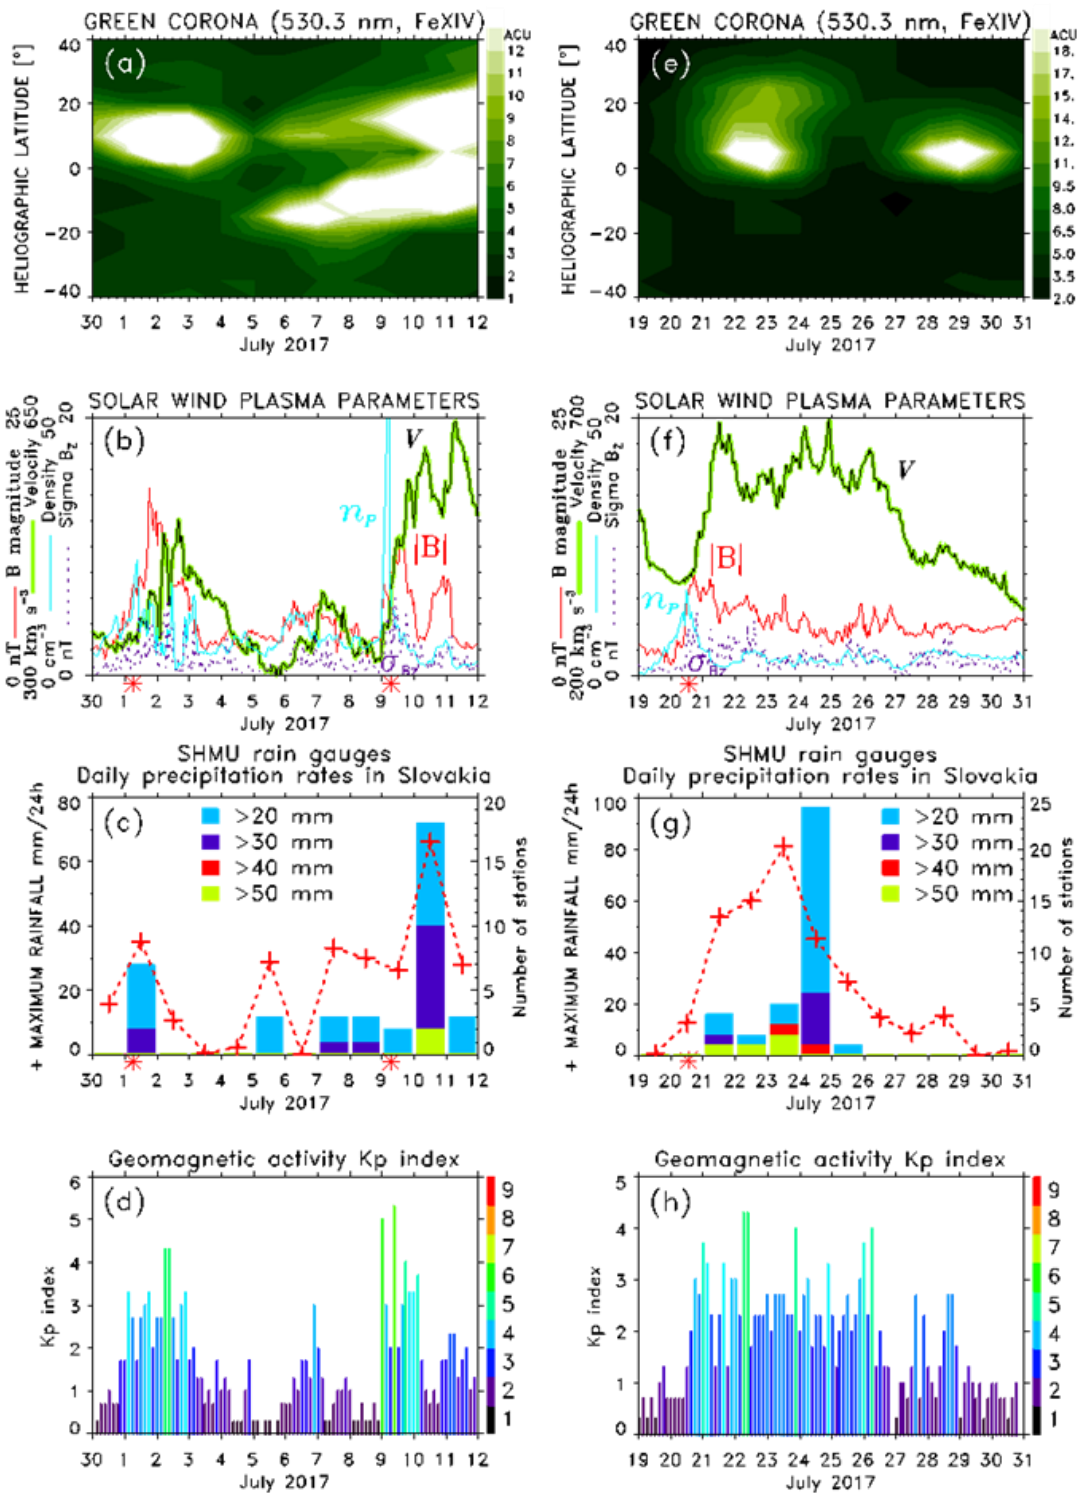 GREEN CORONA (530.3 nm, FeXIV)
(a)
ACU
12
11
10
9
8
7
6
5
4
3
2
1
HELIOGRAPHIC LATITUDE [°]
40
20
0
−20
−40
30 1 2 3 4 5 6 7 8 9 10 11 12
July 2017
GREEN CORONA (530.3 nm, FeXIV)
(e)
ACU
18.
17.
15.
14.
12.
11.
9.5
8.0
6.5
5.0
3.5
2.0
HELIOGRAPHIC LATITUDE [°]
40
20
0
−20
−40
19 20 21 22 23 24 25 26 27 28 29 30 31
July 2017
SOLAR WIND PLASMA PARAMETERS
(b)
V
n_P
|B|
σ_Bz
0 nT B magnitude 25
300 km s⁻³ Velocity 650
0 cm⁻³ Density 50
0 nT Sigma B_z 20
30 1 2 3 4 5 6 7 8 9 10 11 12
July 2017
SOLAR WIND PLASMA PARAMETERS
(f)
V
|B|
n_P
σ_Bz
0 nT B magnitude 25
200 km s⁻³ Velocity 700
0 cm⁻³ Density 50
0 nT Sigma B_z 20
19 20 21 22 23 24 25 26 27 28 29 30 31
July 2017
SHMU rain gauges
Daily precipitation rates in Slovakia
(c)
>20 mm
>30 mm
>40 mm
>50 mm
+ MAXIMUM RAINFALL mm/24h
80
60
40
20
0
20
15
10
5
0
Number of stations
30 1 2 3 4 5 6 7 8 9 10 11 12
July 2017
SHMU rain gauges
Daily precipitation rates in Slovakia
(g)
>20 mm
>30 mm
>40 mm
>50 mm
+ MAXIMUM RAINFALL mm/24h
100
80
60
40
20
0
25
20
15
10
5
0
Number of stations
19 20 21 22 23 24 25 26 27 28 29 30 31
July 2017
Geomagnetic activity Kp index
(d)
Kp index
6
5
4
3
2
1
0
9
8
7
6
5
4
3
2
1
30 1 2 3 4 5 6 7 8 9 10 11 12
July 2017
Geomagnetic activity Kp index
(h)
Kp index
5
4
3
2
1
0
9
8
7
6
5
4
3
2
1
19 20 21 22 23 24 25 26 27 28 29 30 31
July 2017